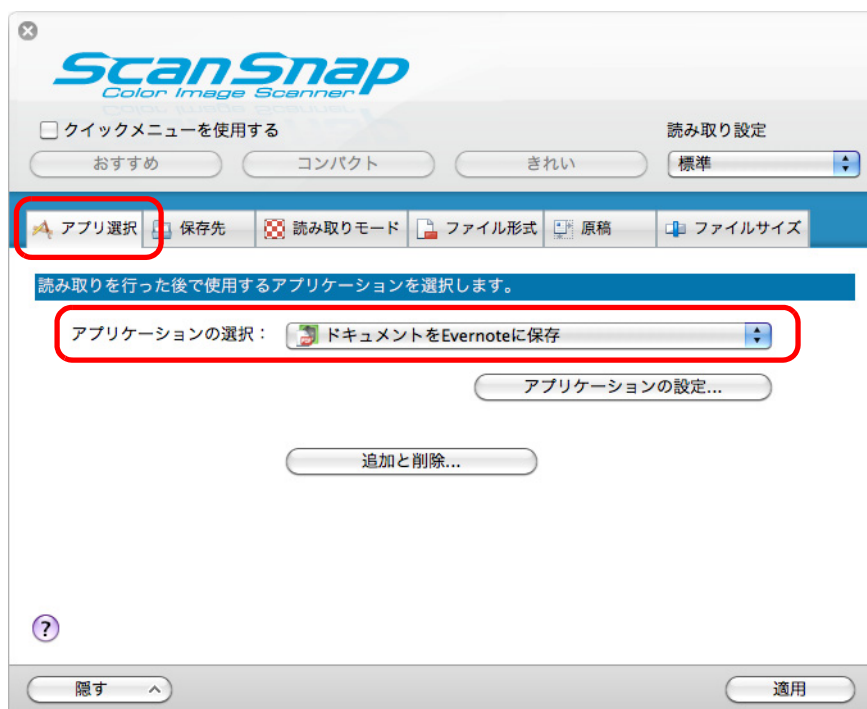 ScanSnap
Color Image Scanner
クイックメニューを使用する
読み取り設定
おすすめ
コンパクト
きれい
標準
アプリ選択
保存先
読み取りモード
ファイル形式
原稿
ファイルサイズ
読み取りを行った後で使用するアプリケーションを選択します。
アプリケーションの選択：
ドキュメントをEvernoteに保存
アプリケーションの設定...
追加と削除...
?
隠す
適用